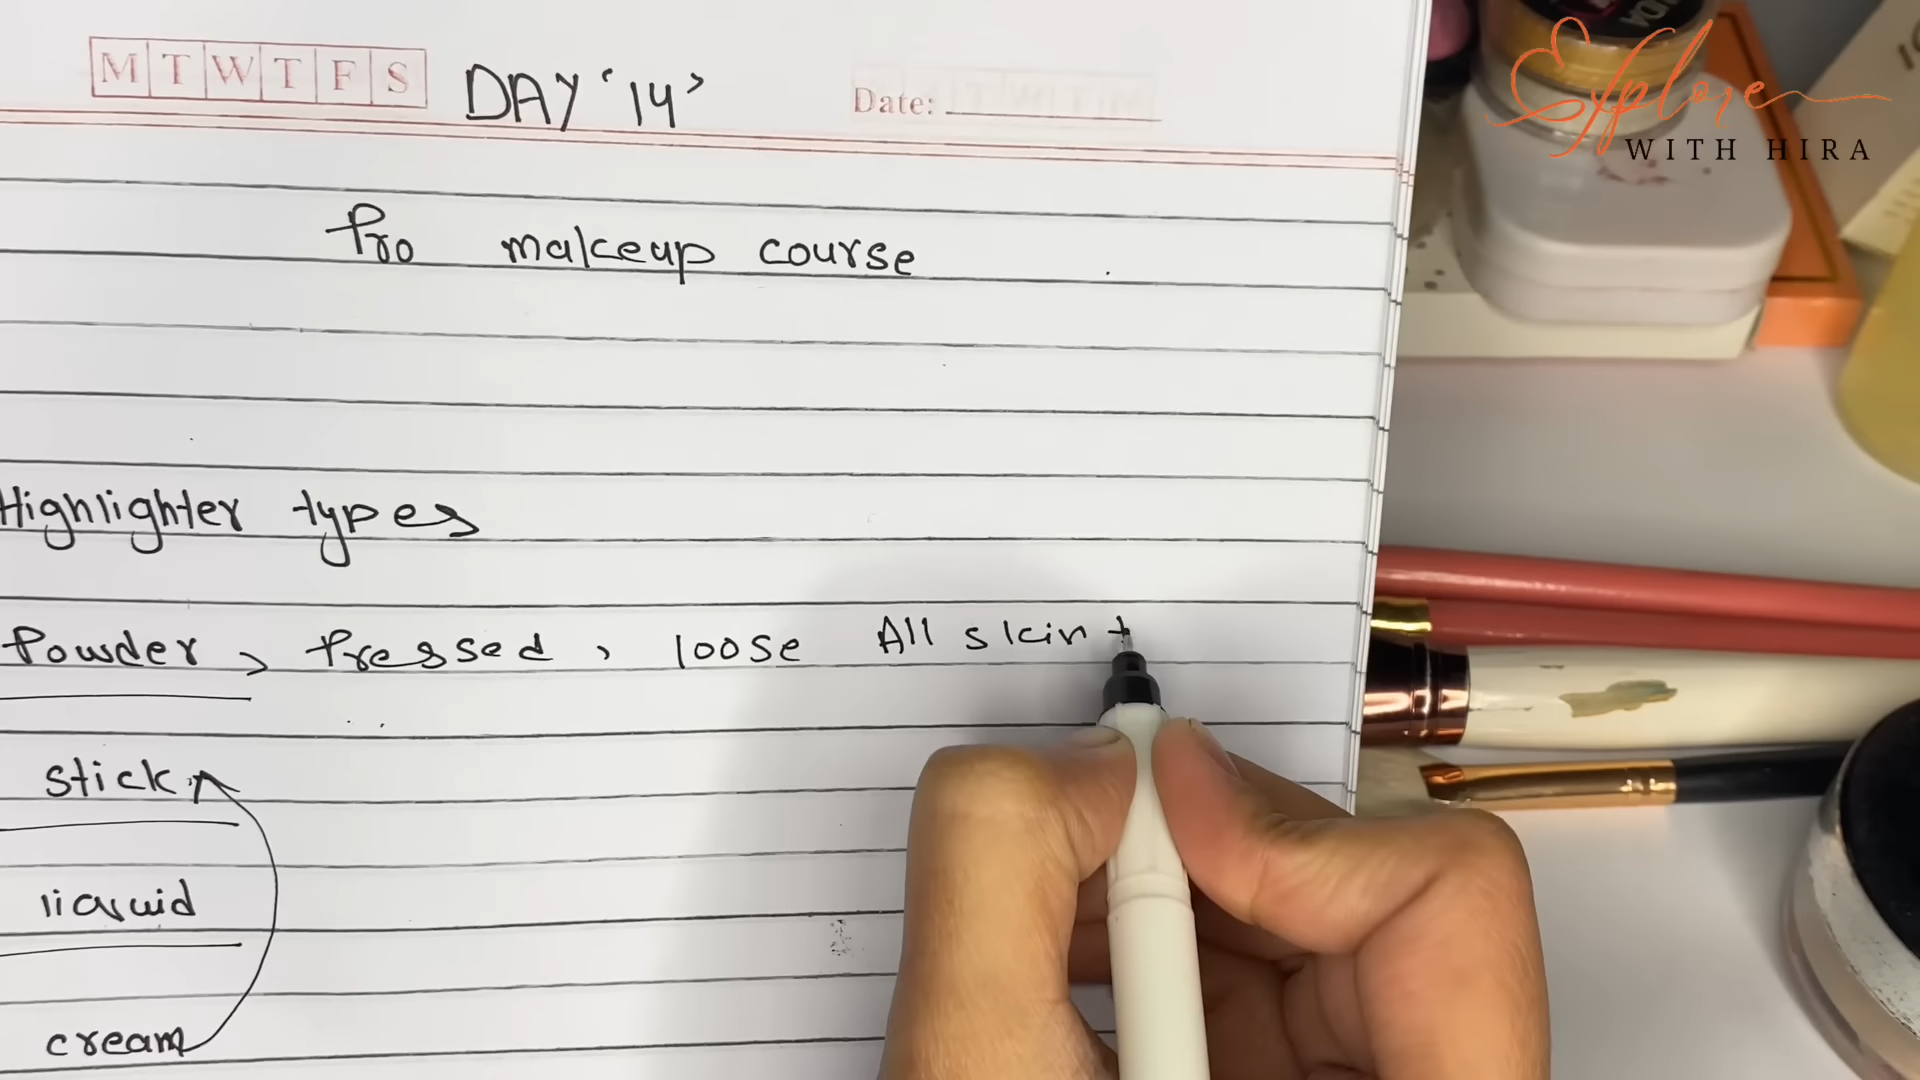 M T W T F S DAY '14' Date:
Explore
WITH HIRA
Pro makeup course
Highlighter types
Powder, Pressed, loose All skin t
stick
liquid
cream